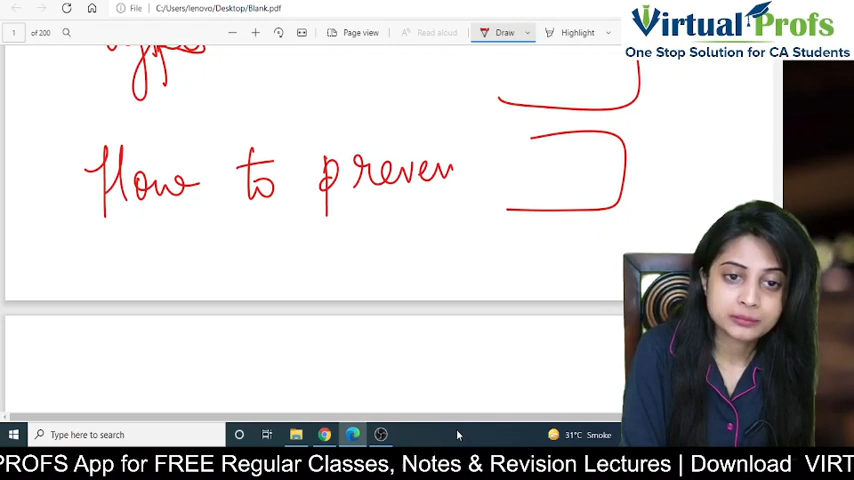 File C:/Users/lenovo/Desktop/Blank.pdf
1 of 200 Page view Read aloud Draw Highlight
Virtual Profs
One Stop Solution for CA Students
How to preven
Type here to search 31°C Smoke
PROFS App for FREE Regular Classes, Notes & Revision Lectures | Download VIRT